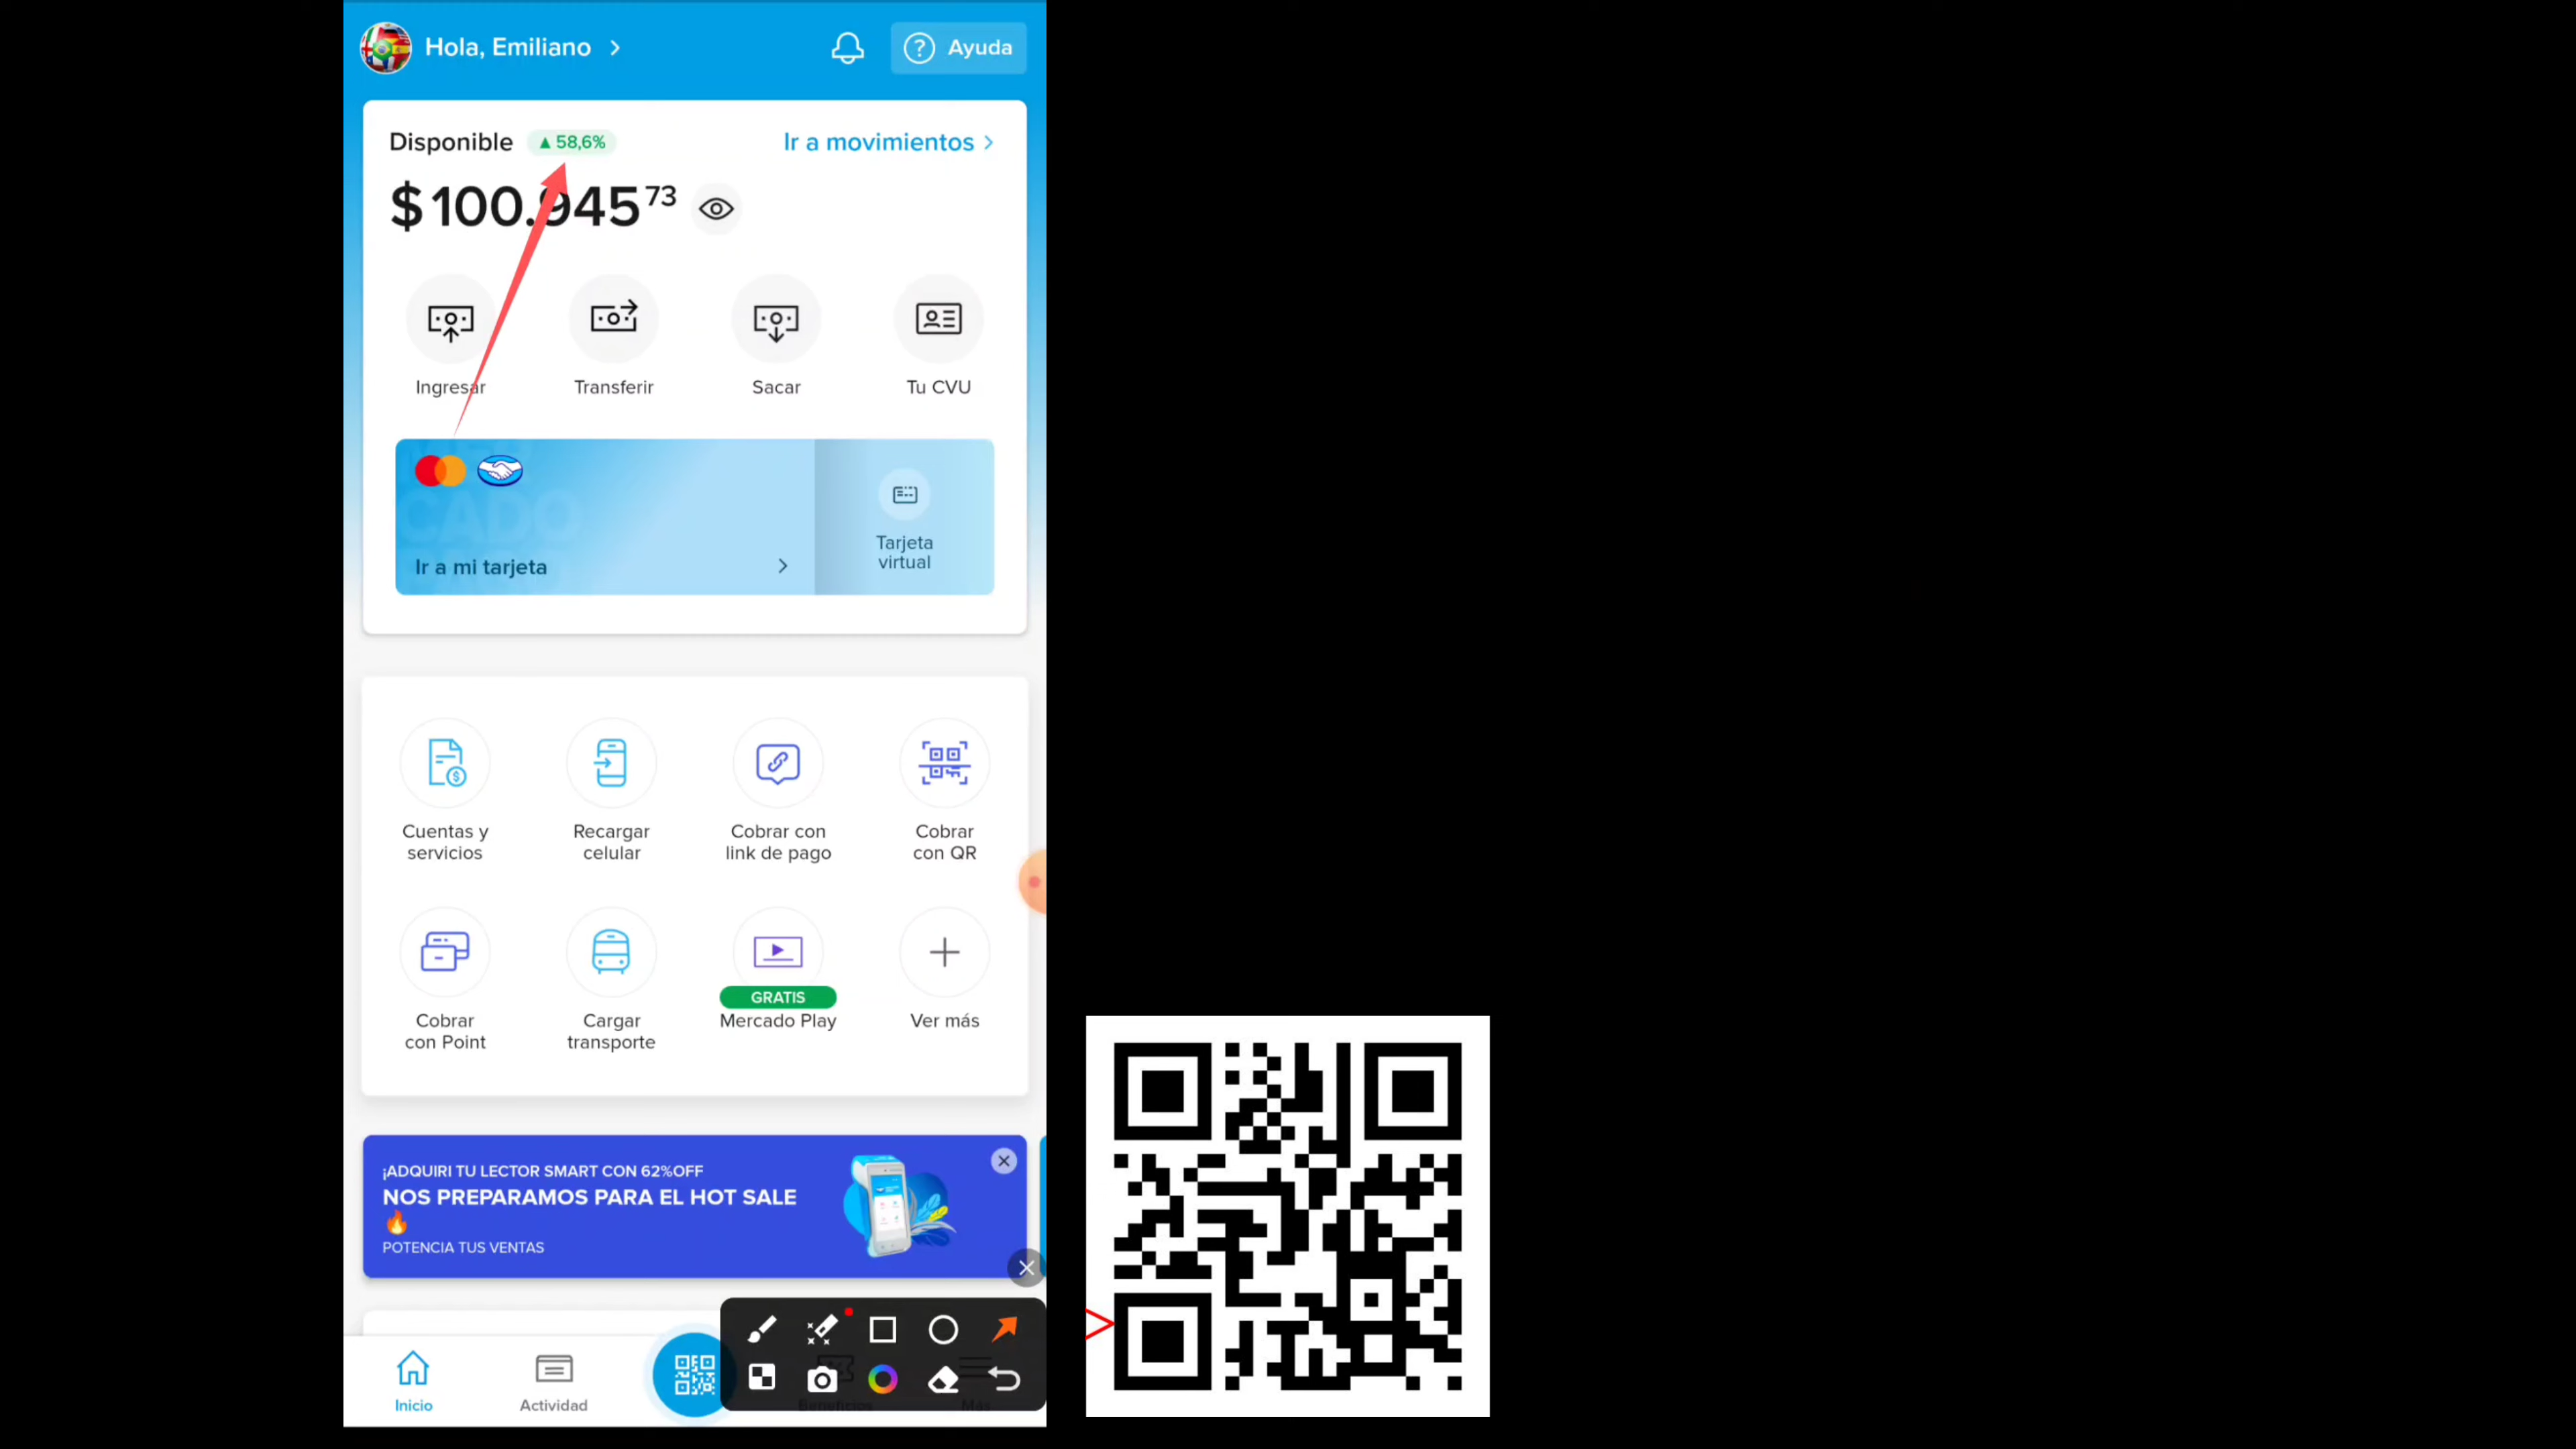 Hola, Emiliano
Ayuda
Disponible ▲ 58,6%
Ir a movimientos
$ 100.945 73
Ingresar
Transferir
Sacar
Tu CVU
CADO
Ir a mi tarjeta
Tarjeta
virtual
Cuentas y
servicios
Recargar
celular
Cobrar con
link de pago
Cobrar
con QR
Cobrar
con Point
Cargar
transporte
GRATIS
Mercado Play
Ver más
¡ADQUIRI TU LECTOR SMART CON 62%OFF
NOS PREPARAMOS PARA EL HOT SALE
🔥
POTENCIA TUS VENTAS
Inicio
Actividad
Beneficios
Más